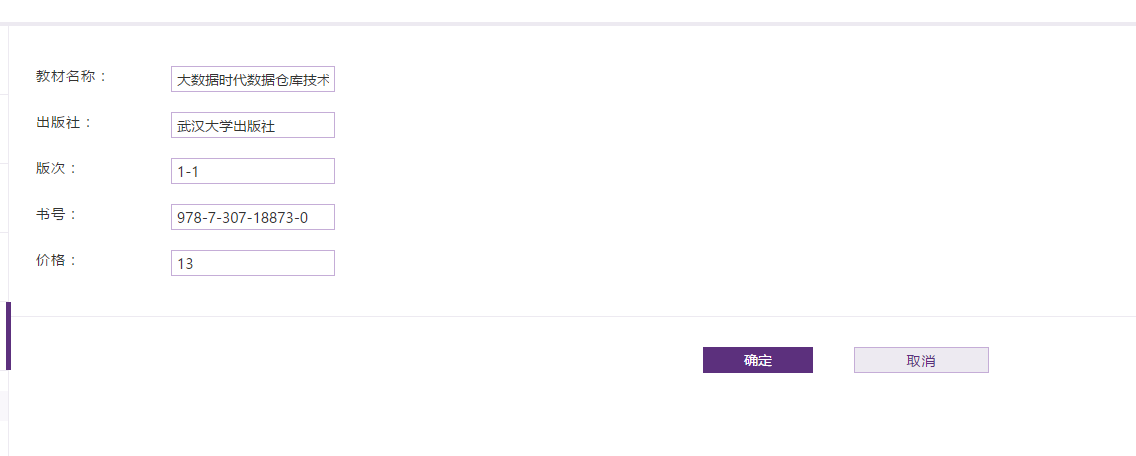 教材名称：
大数据时代数据仓库技术
出版社：
武汉大学出版社
版次：
1-1
书号：
978-7-307-18873-0
价格：
13
确定
取消